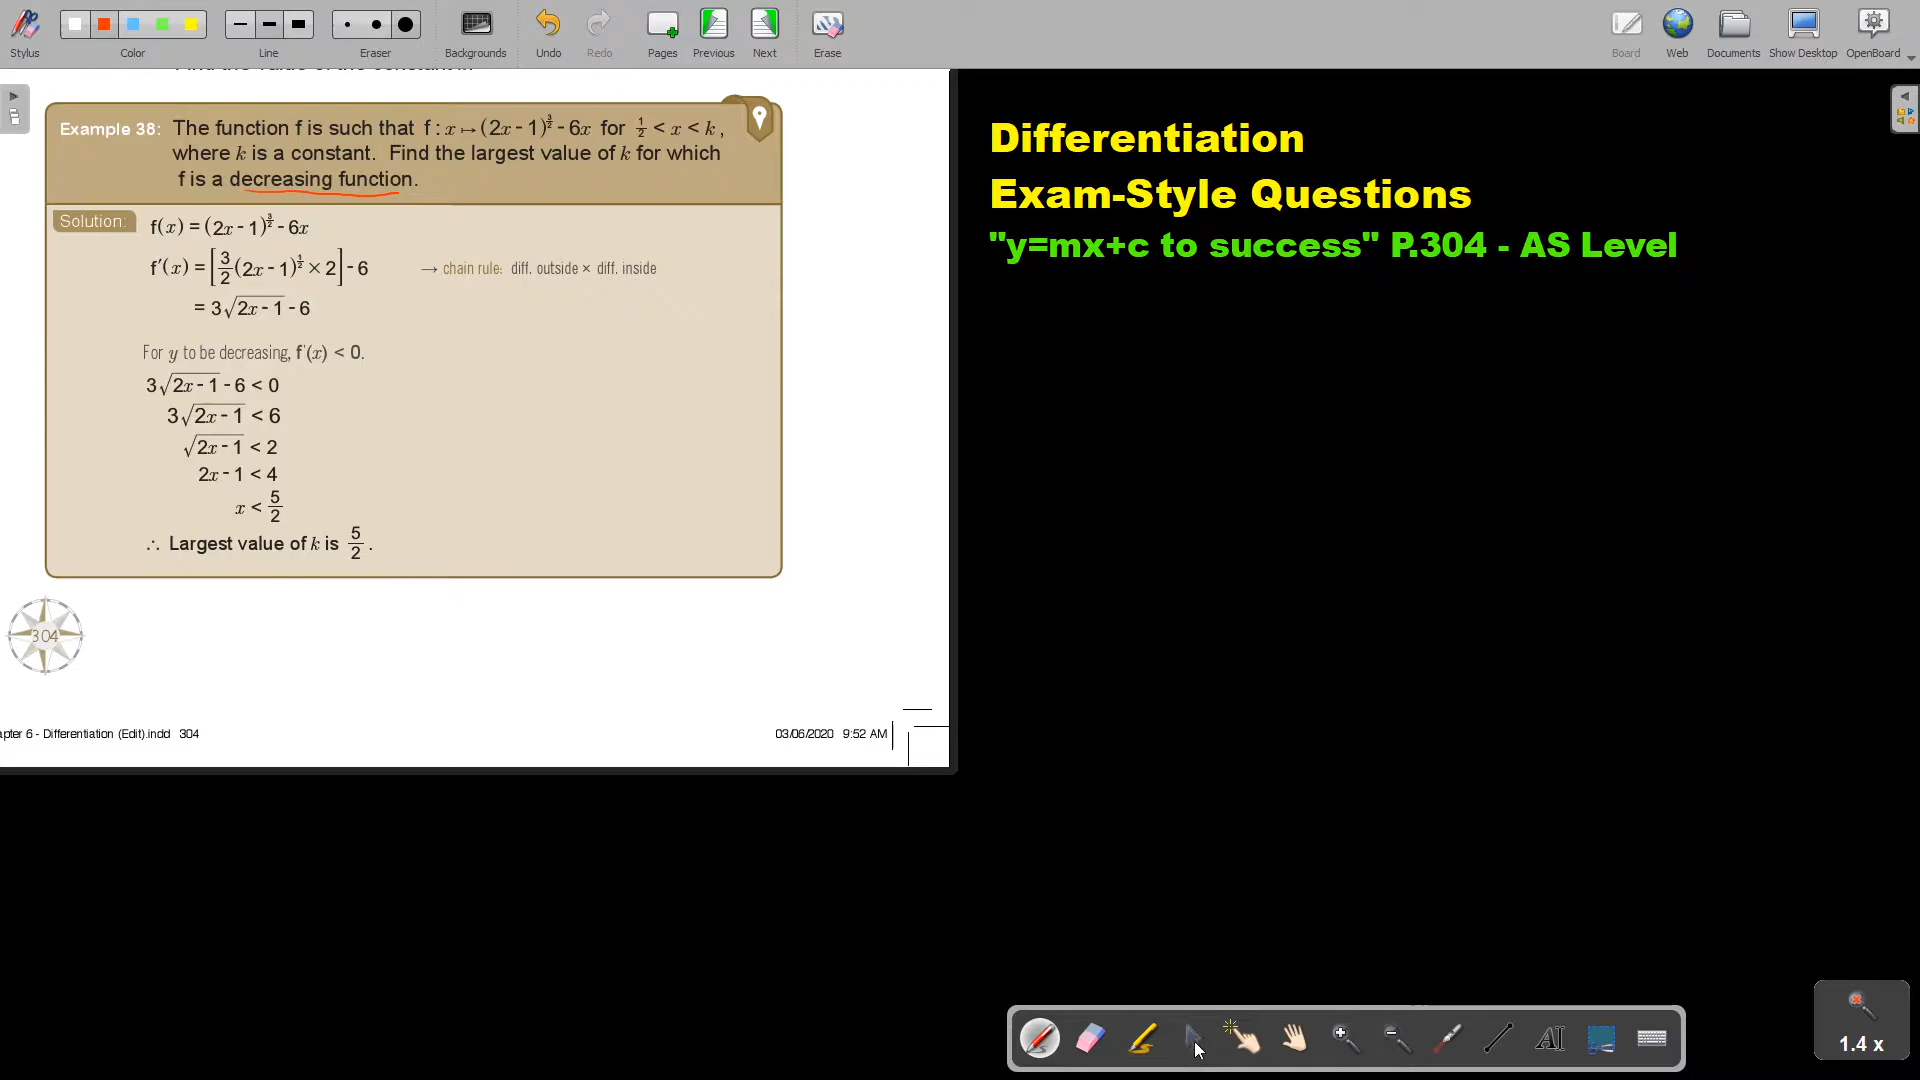 Stylus Color Line Eraser Backgrounds Undo Redo Pages Previous Next Erase Board Web Documents Show Desktop OpenBoard
Example 38: The function f is such that f : x ↦ (2x - 1)^{3/2} - 6x for 1/2 < x < k ,
where k is a constant. Find the largest value of k for which
f is a decreasing function.
Solution:
f(x) = (2x - 1)^{3/2} - 6x
f′(x) = [3/2 (2x - 1)^{1/2} × 2] - 6 → chain rule: diff. outside × diff. inside
= 3√(2x - 1) - 6
For y to be decreasing, f′(x) < 0.
3√(2x - 1) - 6 < 0
3√(2x - 1) < 6
√(2x - 1) < 2
2x - 1 < 4
x < 5/2
∴ Largest value of k is 5/2 .
304
apter 6 - Differentiation (Edit).indd 304
03/06/2020 9:52 AM
Differentiation
Exam-Style Questions
"y=mx+c to success" P.304 - AS Level
AI
1.4 x